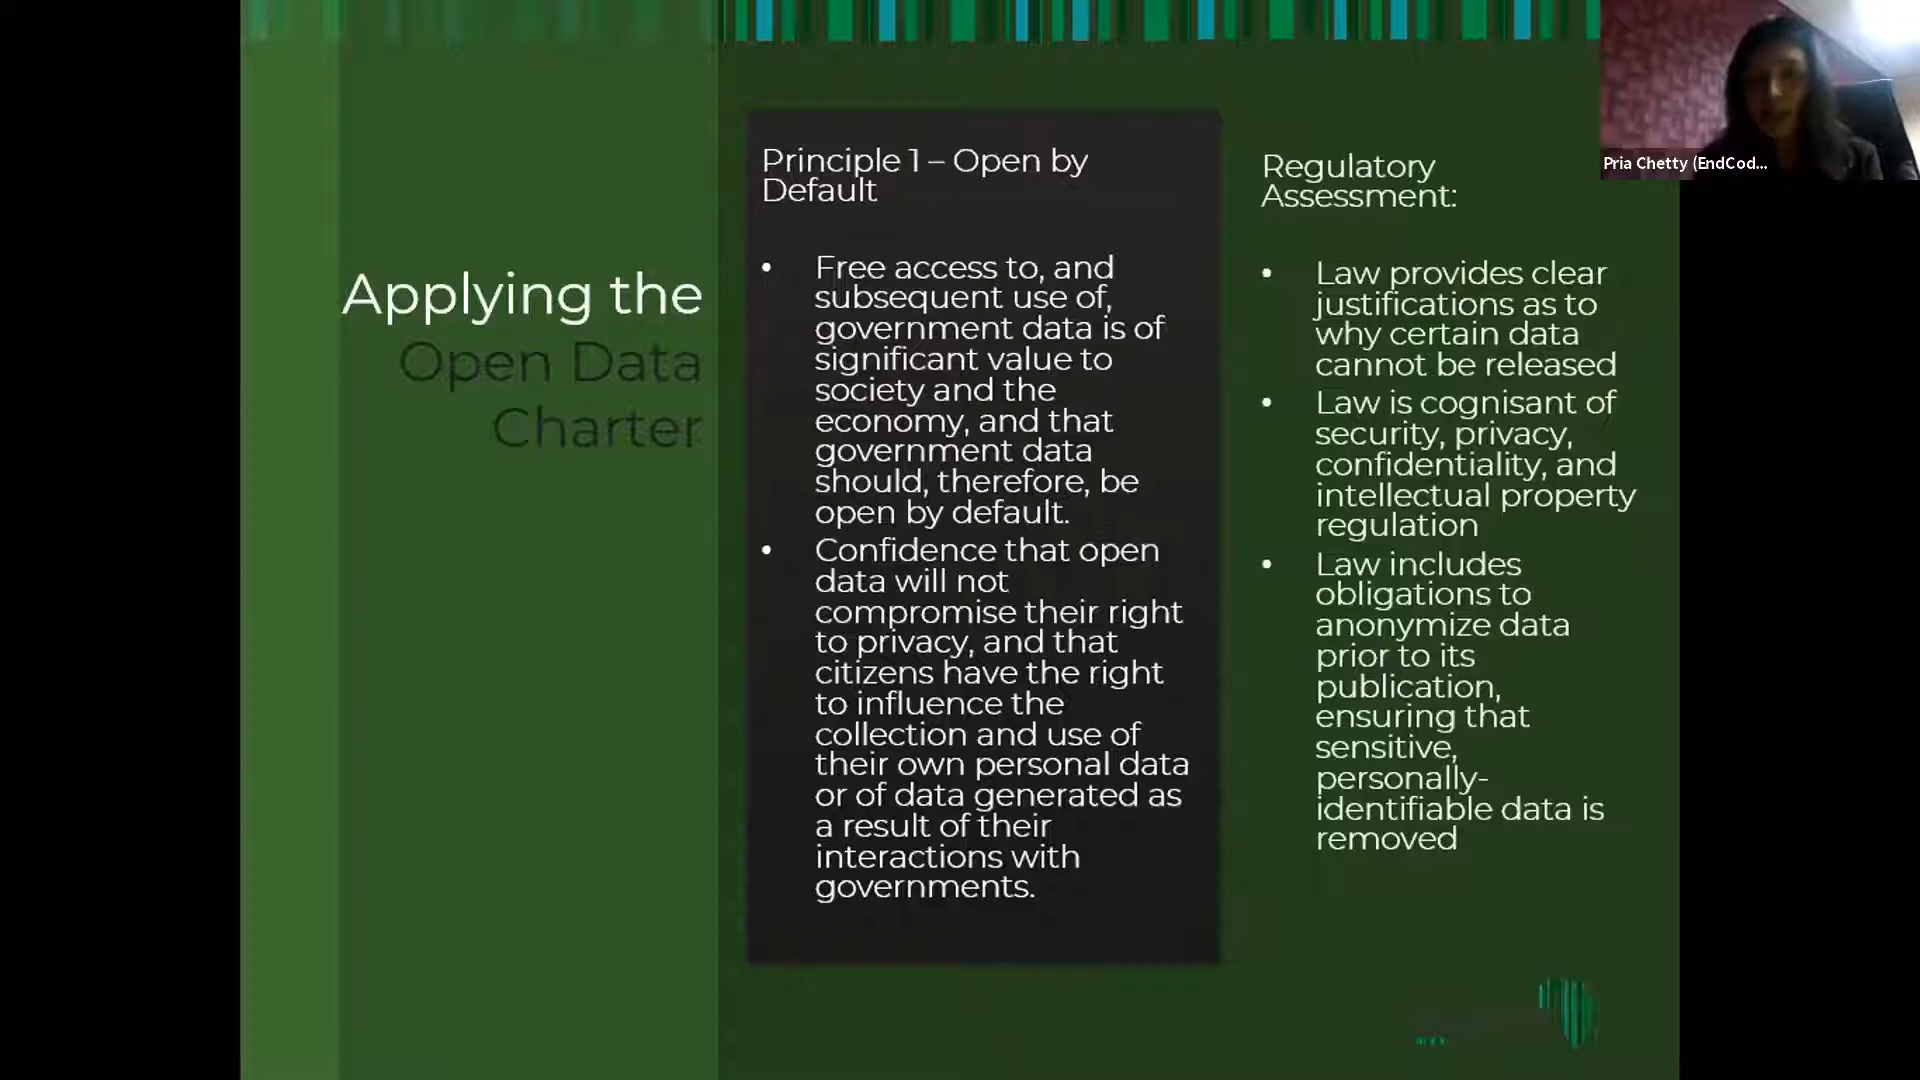 Applying the
Open Data
Charter
Principle 1 – Open by
Default
• Free access to, and
subsequent use of,
government data is of
significant value to
society and the
economy, and that
government data
should, therefore, be
open by default.
• Confidence that open
data will not
compromise their right
to privacy, and that
citizens have the right
to influence the
collection and use of
their own personal data
or of data generated as
a result of their
interactions with
governments.
Regulatory
Assessment:
• Law provides clear
justifications as to
why certain data
cannot be released
• Law is cognisant of
security, privacy,
confidentiality, and
intellectual property
regulation
• Law includes
obligations to
anonymize data
prior to its
publication,
ensuring that
sensitive,
personally-
identifiable data is
removed
Pria Chetty (EndCod...